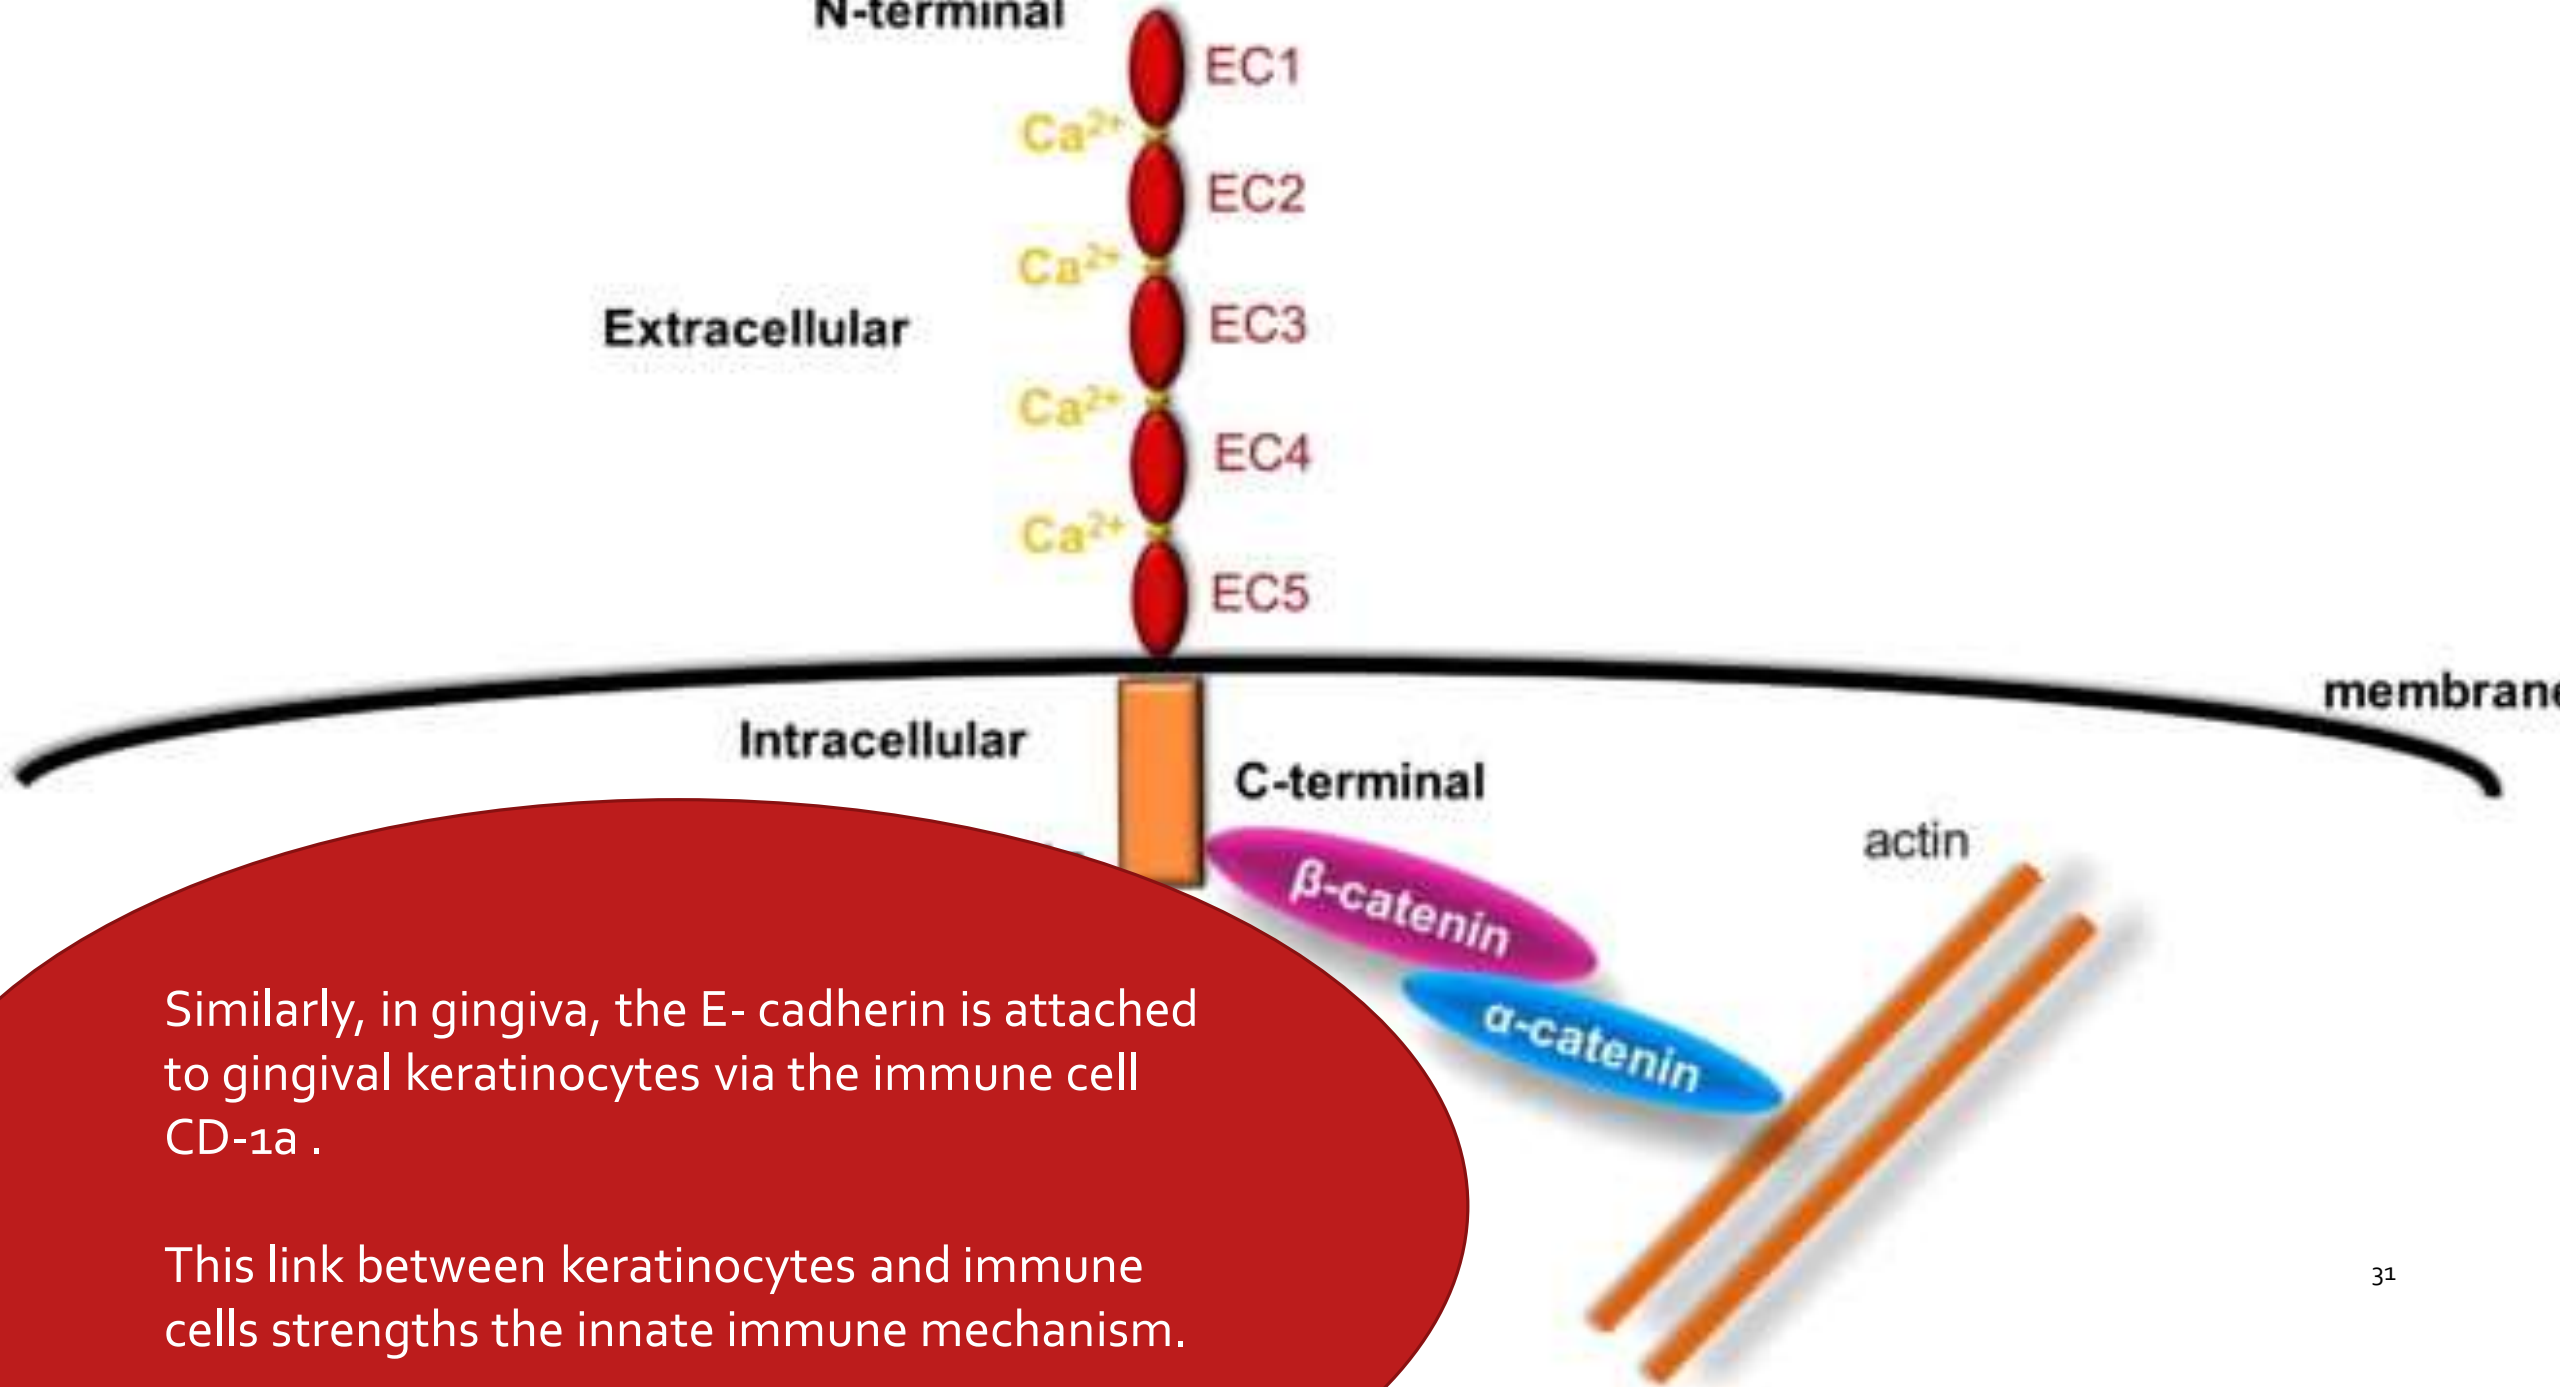 N-terminal
EC1
Ca²⁺
EC2
Ca²⁺
Extracellular
EC3
Ca²⁺
EC4
Ca²⁺
EC5
membrane
Intracellular
C-terminal
actin
β-catenin
α-catenin
Similarly, in gingiva, the E- cadherin is attached
to gingival keratinocytes via the immune cell
CD-1a .
This link between keratinocytes and immune
cells strengths the innate immune mechanism.
31